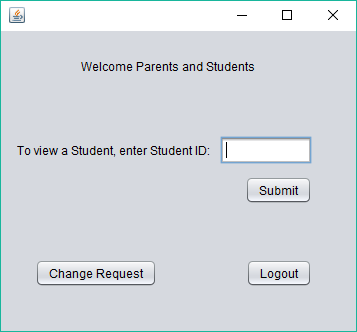 Welcome Parents and Students
To view a Student, enter Student ID:
Submit
Change Request Logout